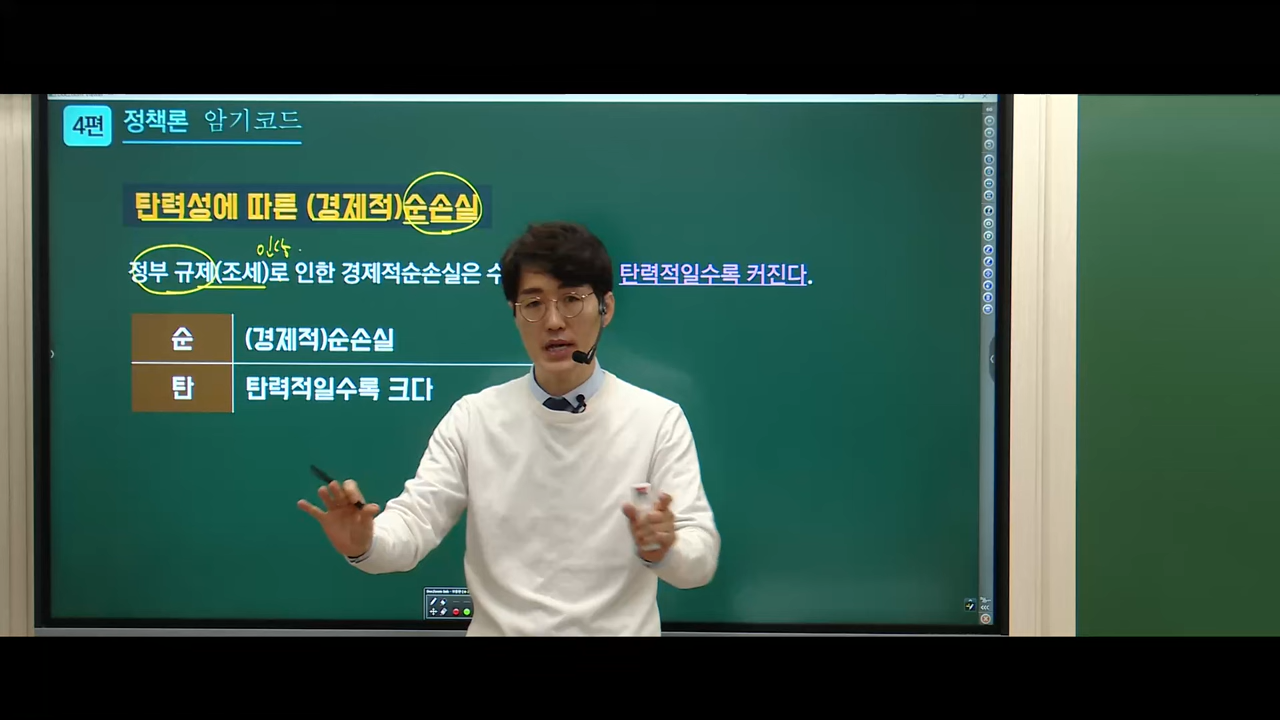 4편 정책론 암기코드
탄력성에 따른 (경제적)순손실
인상
정부 규제(조세)로 인한 경제적순손실은 수 탄력적일수록 커진다.
순 (경제적)순손실
탄 탄력적일수록 크다